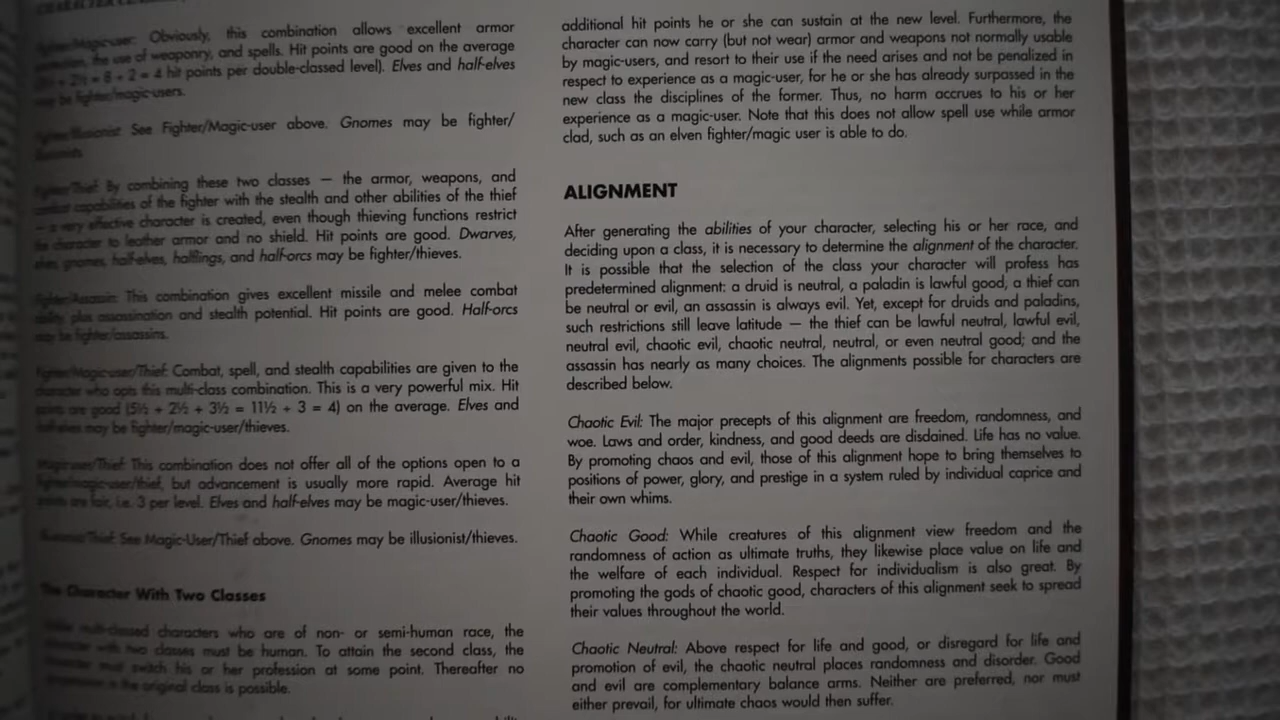 Obviously, this combination allows excellent armor
the use of weaponry, and spells. Hit points are good on the average
+ 2½ = 8 ÷ 2 = 4 hit points per double-classed level). Elves and half-elves
may be fighter/magic-users.
Fighter/Illusionist: See Fighter/Magic-user above. Gnomes may be fighter/
illusionists.
Fighter/Thief: By combining these two classes — the armor, weapons, and
combat capabilities of the fighter with the stealth and other abilities of the thief
— a very effective character is created, even though thieving functions restrict
the character to leather armor and no shield. Hit points are good. Dwarves,
elves, gnomes, half-elves, halflings, and half-orcs may be fighter/thieves.
Fighter/Assassin: This combination gives excellent missile and melee combat
ability, plus assassination and stealth potential. Hit points are good. Half-orcs
may be fighter/assassins.
Fighter/Magic-user/Thief: Combat, spell, and stealth capabilities are given to the
character who opts this multi-class combination. This is a very powerful mix. Hit
points are good (5½ + 2½ + 3½ = 11½ ÷ 3 = 4) on the average. Elves and
half-elves may be fighter/magic-user/thieves.
Magic-user/Thief: This combination does not offer all of the options open to a
fighter/magic-user/thief, but advancement is usually more rapid. Average hit
points are fair, i.e. 3 per level. Elves and half-elves may be magic-user/thieves.
Illusionist/Thief: See Magic-User/Thief above. Gnomes may be illusionist/thieves.
The Character With Two Classes
multi-classed characters who are of non- or semi-human race, the
character with two classes must be human. To attain the second class, the
character must switch his or her profession at some point. Thereafter no
in the original class is possible.
additional hit points he or she can sustain at the new level. Furthermore, the
character can now carry (but not wear) armor and weapons not normally usable
by magic-users, and resort to their use if the need arises and not be penalized in
respect to experience as a magic-user, for he or she has already surpassed in the
new class the disciplines of the former. Thus, no harm accrues to his or her
experience as a magic-user. Note that this does not allow spell use while armor
clad, such as an elven fighter/magic user is able to do.
ALIGNMENT
After generating the abilities of your character, selecting his or her race, and
deciding upon a class, it is necessary to determine the alignment of the character.
It is possible that the selection of the class your character will profess has
predetermined alignment: a druid is neutral, a paladin is lawful good, a thief can
be neutral or evil, an assassin is always evil. Yet, except for druids and paladins,
such restrictions still leave latitude — the thief can be lawful neutral, lawful evil,
neutral evil, chaotic evil, chaotic neutral, neutral, or even neutral good; and the
assassin has nearly as many choices. The alignments possible for characters are
described below.
Chaotic Evil: The major precepts of this alignment are freedom, randomness, and
woe. Laws and order, kindness, and good deeds are disdained. Life has no value.
By promoting chaos and evil, those of this alignment hope to bring themselves to
positions of power, glory, and prestige in a system ruled by individual caprice and
their own whims.
Chaotic Good: While creatures of this alignment view freedom and the
randomness of action as ultimate truths, they likewise place value on life and
the welfare of each individual. Respect for individualism is also great. By
promoting the gods of chaotic good, characters of this alignment seek to spread
their values throughout the world.
Chaotic Neutral: Above respect for life and good, or disregard for life and
promotion of evil, the chaotic neutral places randomness and disorder. Good
and evil are complementary balance arms. Neither are preferred, nor must
either prevail, for ultimate chaos would then suffer.